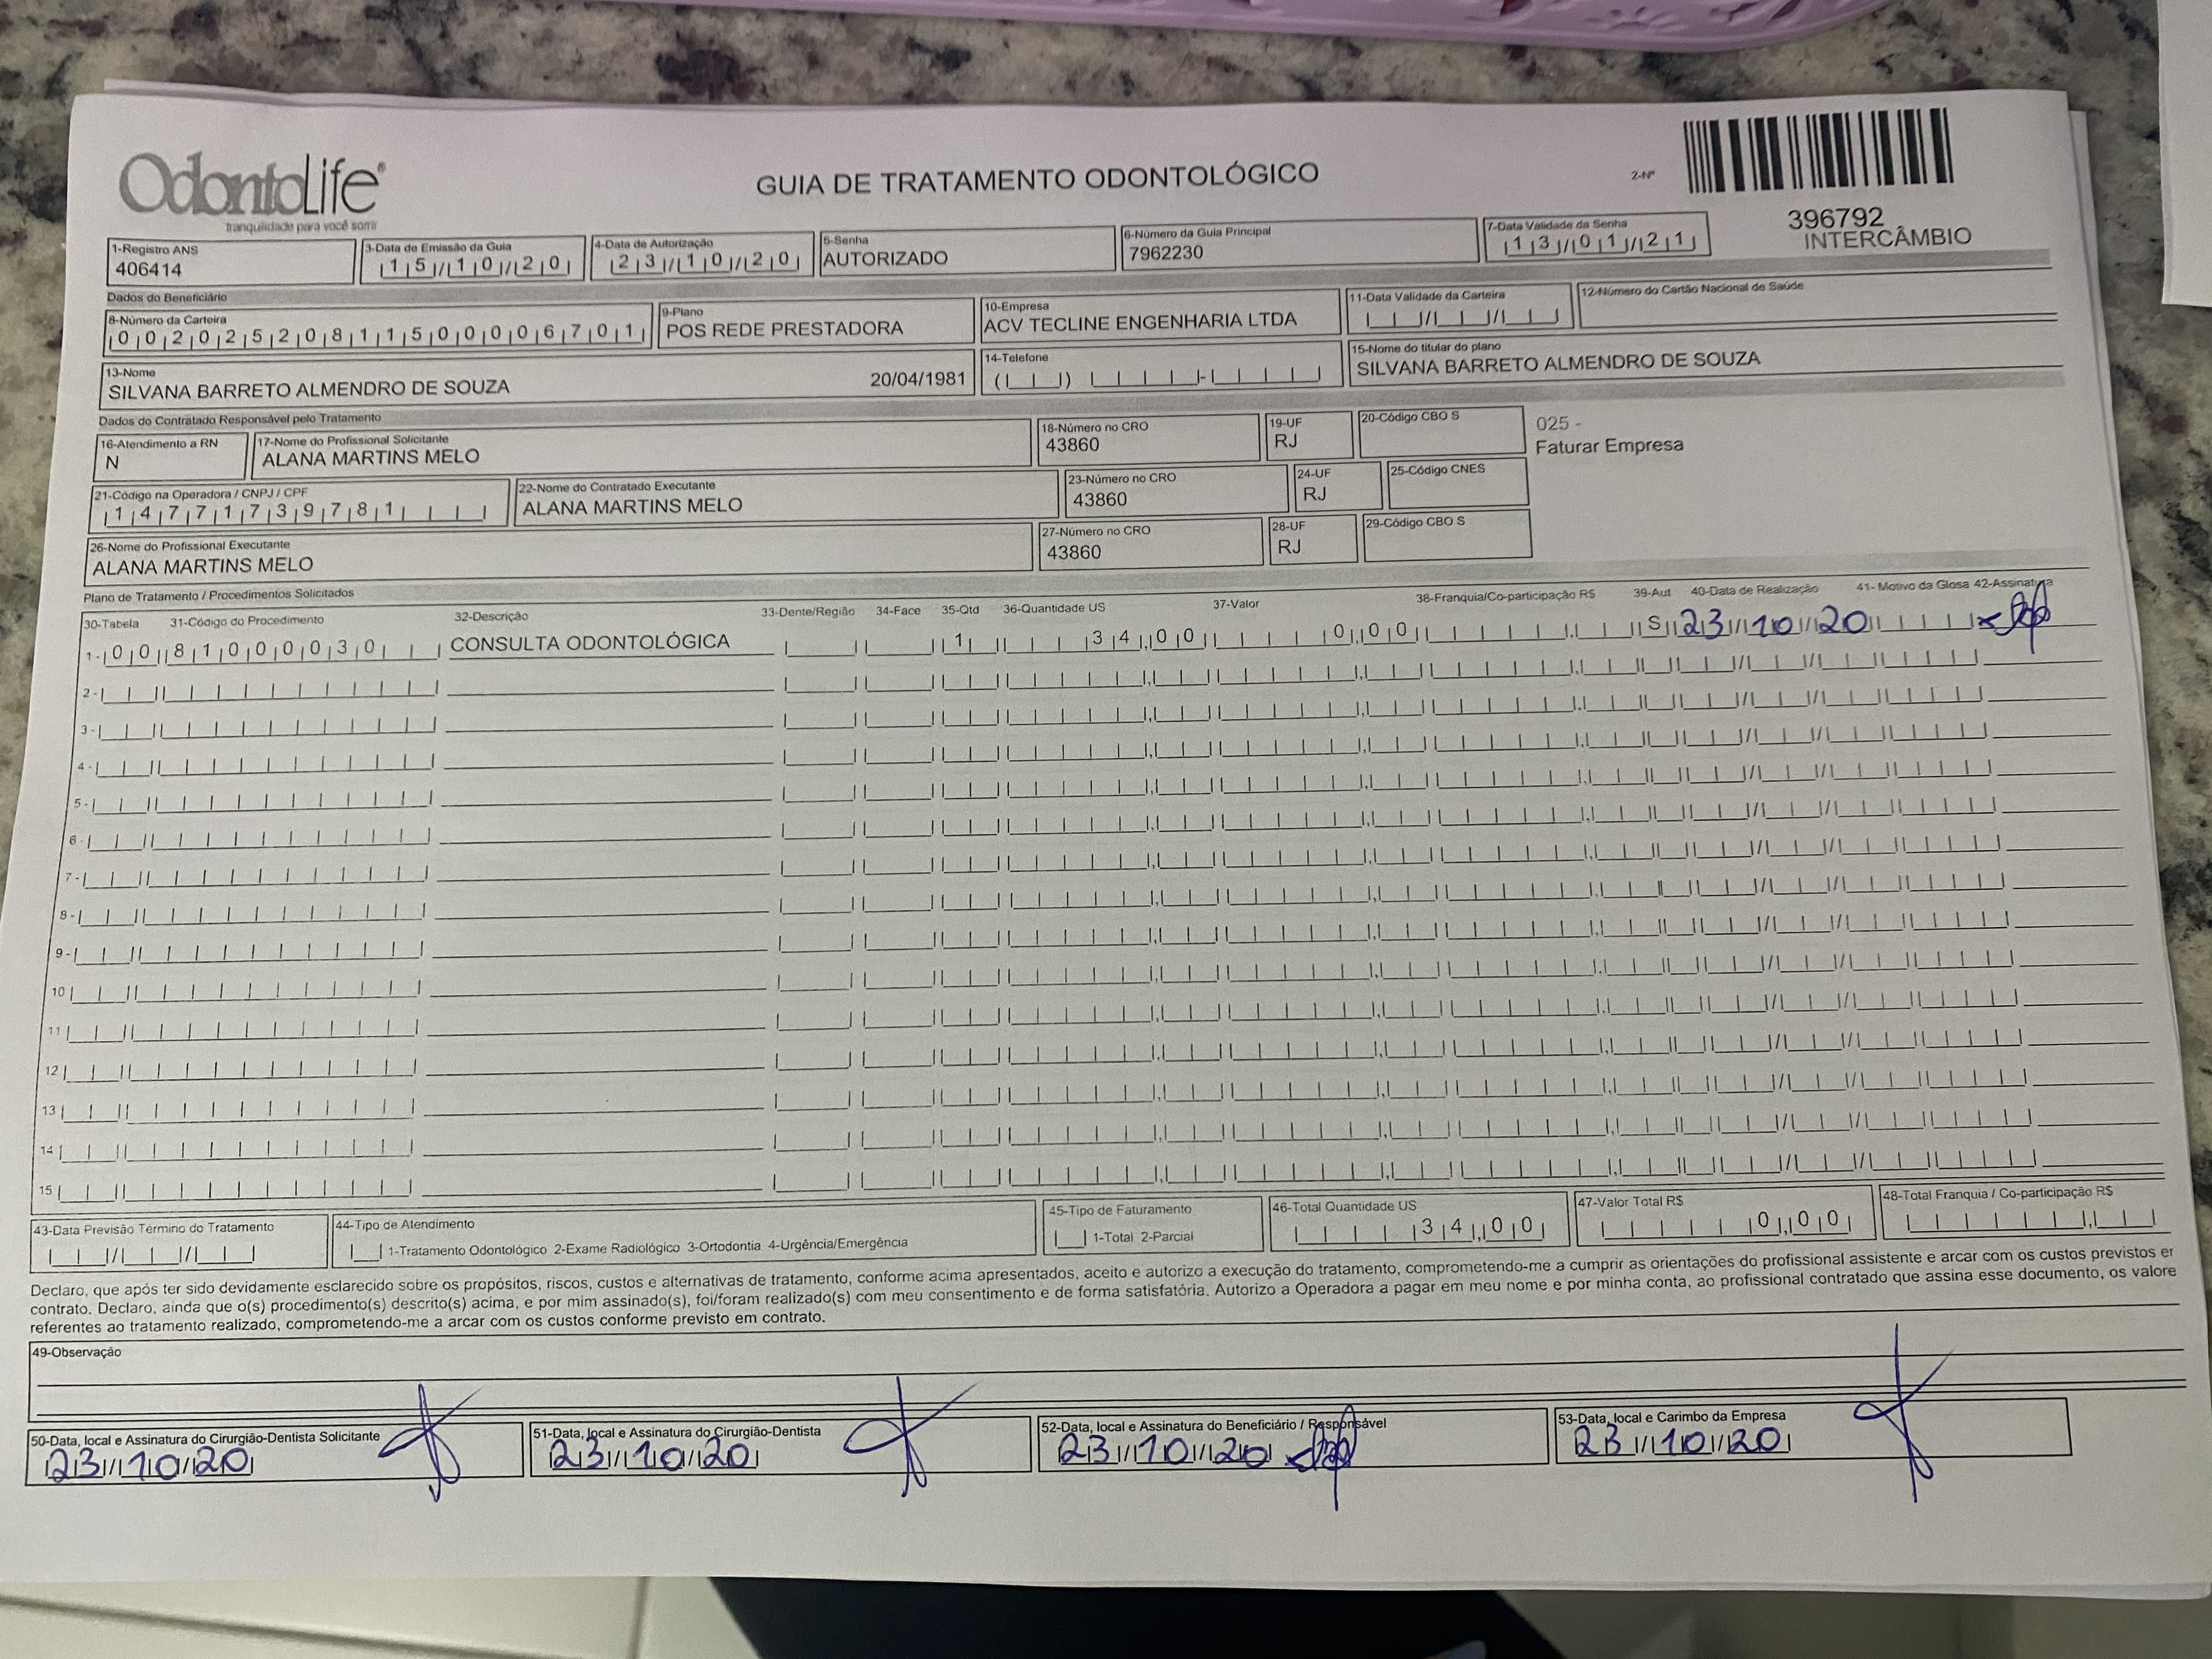 OdontoLife®
tranquilidade para você sorrir
GUIA DE TRATAMENTO ODONTOLÓGICO
2-Nº
396792
INTERCÂMBIO
1-Registro ANS
406414
3-Data de Emissão da Guia
15/10/20
4-Data de Autorização
23/10/20
5-Senha
AUTORIZADO
6-Número da Guia Principal
7962230
7-Data Validade da Senha
13/01/21
Dados do Beneficiário
8-Número da Carteira
00202520811500006701
9-Plano
POS REDE PRESTADORA
10-Empresa
ACV TECLINE ENGENHARIA LTDA
11-Data Validade da Carteira
12-Número do Cartão Nacional de Saúde
13-Nome
SILVANA BARRETO ALMENDRO DE SOUZA 20/04/1981
14-Telefone
15-Nome do titular do plano
SILVANA BARRETO ALMENDRO DE SOUZA
Dados do Contratado Responsável pelo Tratamento
16-Atendimento a RN
N
17-Nome do Profissional Solicitante
ALANA MARTINS MELO
18-Número no CRO
43860
19-UF
RJ
20-Código CBO S
025 -
Faturar Empresa
21-Código na Operadora / CNPJ / CPF
14771739781
22-Nome do Contratado Executante
ALANA MARTINS MELO
23-Número no CRO
43860
24-UF
RJ
25-Código CNES
26-Nome do Profissional Executante
ALANA MARTINS MELO
27-Número no CRO
43860
28-UF
RJ
29-Código CBO S
Plano de Tratamento / Procedimentos Solicitados
30-Tabela 31-Código do Procedimento 32-Descrição 33-Dente/Região 34-Face 35-Qtd 36-Quantidade US 37-Valor 38-Franquia/Co-participação R$ 39-Aut 40-Data de Realização 41- Motivo da Glosa 42-Assinatura
1- 00 81000030 CONSULTA ODONTOLÓGICA 1 34,00 0,00 S 23/10/20
2-
3-
4-
5-
6-
7-
8-
9-
10
11
12
13
14
15
43-Data Previsão Término do Tratamento
44-Tipo de Atendimento
1-Tratamento Odontológico 2-Exame Radiológico 3-Ortodontia 4-Urgência/Emergência
45-Tipo de Faturamento
1-Total 2-Parcial
46-Total Quantidade US
34,00
47-Valor Total R$
0,00
48-Total Franquia / Co-participação R$
Declaro, que após ter sido devidamente esclarecido sobre os propósitos, riscos, custos e alternativas de tratamento, conforme acima apresentados, aceito e autorizo a execução do tratamento, comprometendo-me a cumprir as orientações do profissional assistente e arcar com os custos previstos er
contrato. Declaro, ainda que o(s) procedimento(s) descrito(s) acima, e por mim assinado(s), foi/foram realizado(s) com meu consentimento e de forma satisfatória. Autorizo a Operadora a pagar em meu nome e por minha conta, ao profissional contratado que assina esse documento, os valore
referentes ao tratamento realizado, comprometendo-me a arcar com os custos conforme previsto em contrato.
49-Observação
50-Data, local e Assinatura do Cirurgião-Dentista Solicitante
23/10/20
51-Data, local e Assinatura do Cirurgião-Dentista
23/10/20
52-Data, local e Assinatura do Beneficiário / Responsável
23/10/20
53-Data, local e Carimbo da Empresa
23/10/20